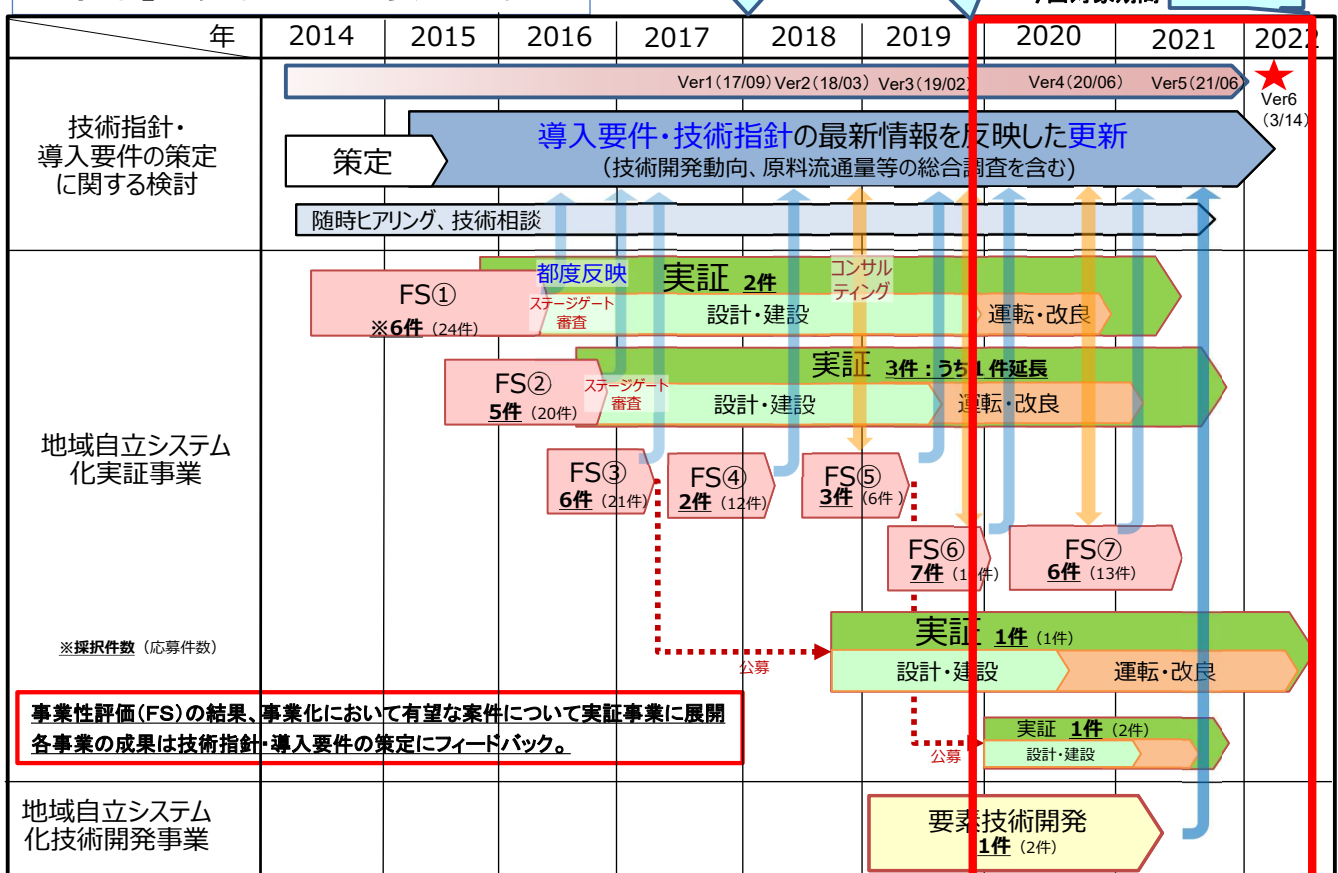 年 2014 2015 2016 2017 2018 2019 2020 2021 2022
Ver1(17/09) Ver2(18/03) Ver3(19/02) Ver4(20/06) Ver5(21/06)
Ver6
(3/14)
技術指針・
導入要件の策定
に関する検討
策定
導入要件・技術指針の最新情報を反映した更新
(技術開発動向、原料流通量等の総合調査を含む)
随時ヒアリング、技術相談
地域自立システム
化実証事業
FS①
※6件 (24件)
都度反映
ステージゲート
審査
実証 2件
コンサル
ティング
設計・建設
運転・改良
FS②
5件 (20件)
ステージゲート
審査
実証 3件:うち1件延長
設計・建設
運転・改良
FS③
6件 (21件)
FS④
2件 (12件)
FS⑤
3件 (6件)
FS⑥
7件
FS⑦
6件 (13件)
※採択件数 (応募件数)
公募
実証 1件 (1件)
設計・建設
運転・改良
事業性評価(FS)の結果、事業化において有望な案件について実証事業に展開
各事業の成果は技術指針・導入要件の策定にフィードバック。
公募
実証 1件 (2件)
設計・建設
地域自立システム
化技術開発事業
要素技術開発
1件 (2件)